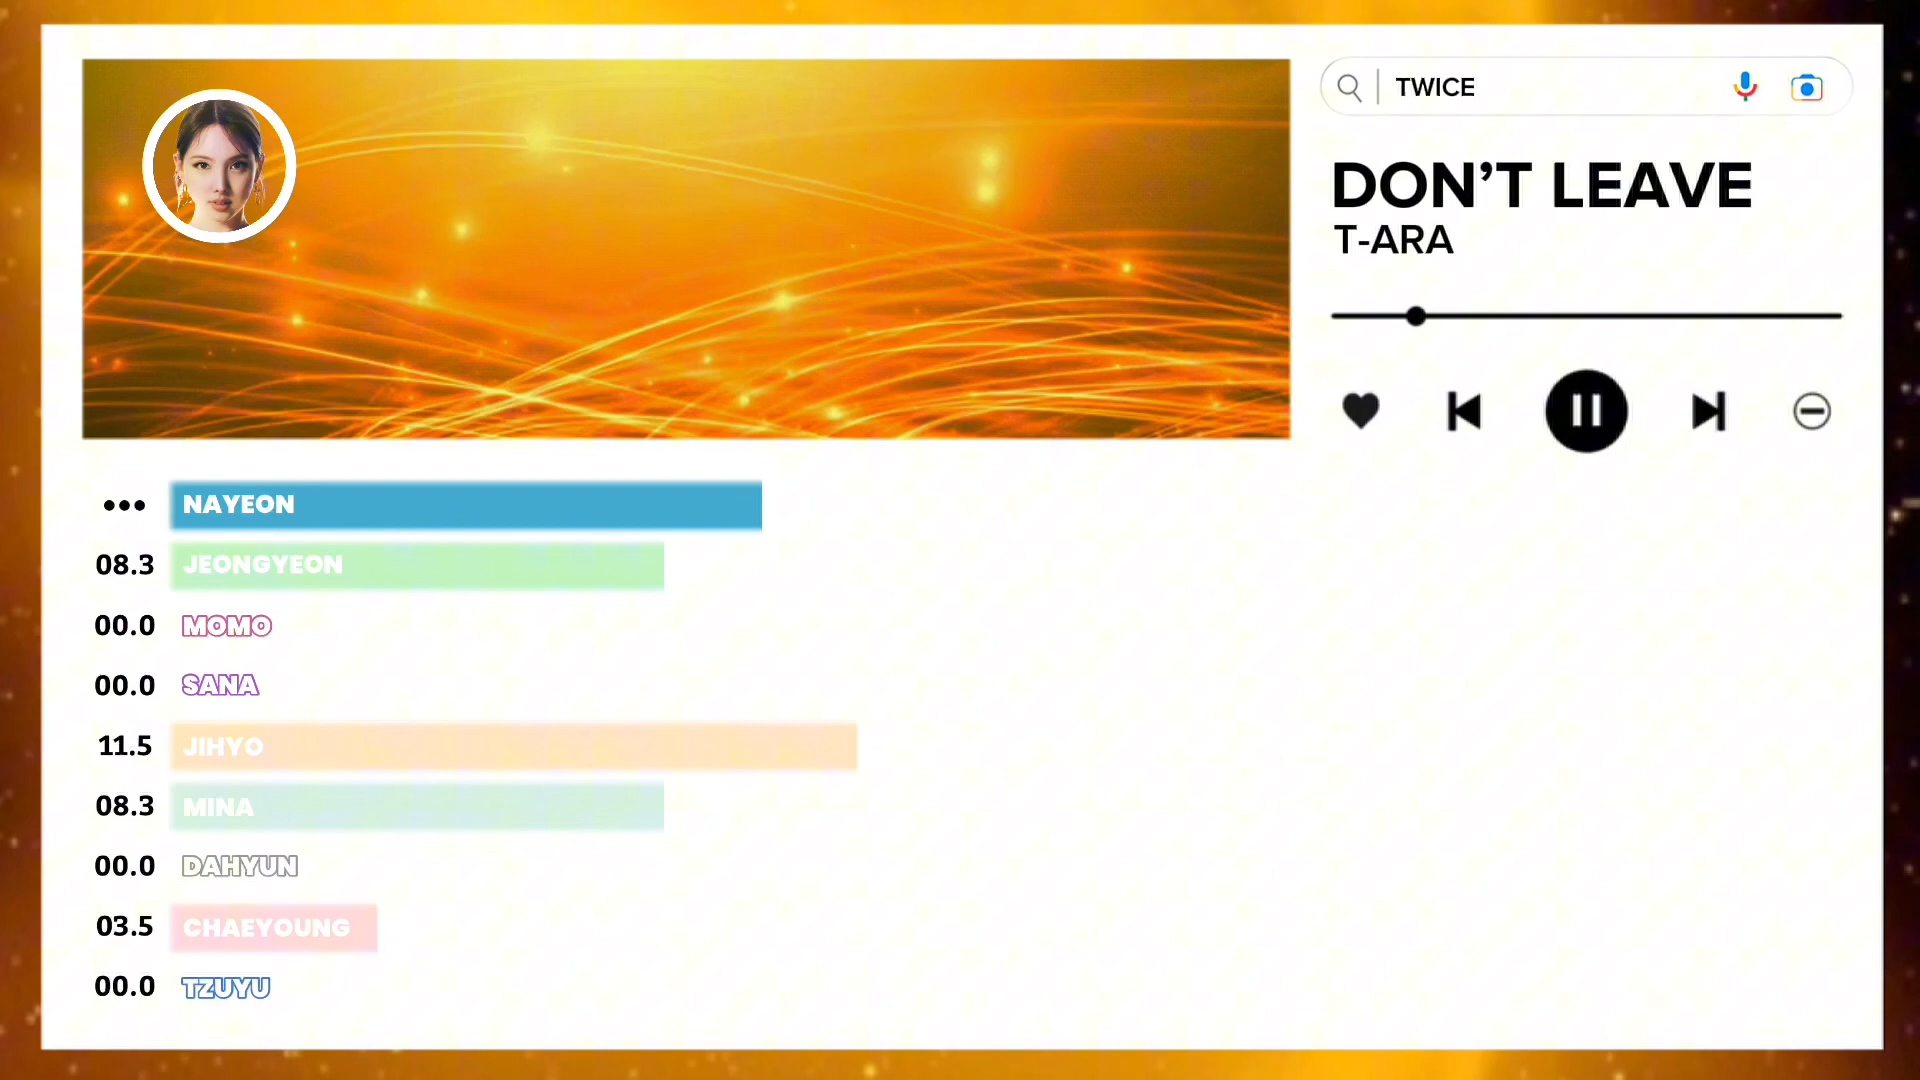 TWICE
DON'T LEAVE
T-ARA
••• NAYEON
08.3 JEONGYEON
00.0 MOMO
00.0 SANA
11.5 JIHYO
08.3 MINA
00.0 DAHYUN
03.5 CHAEYOUNG
00.0 TZUYU